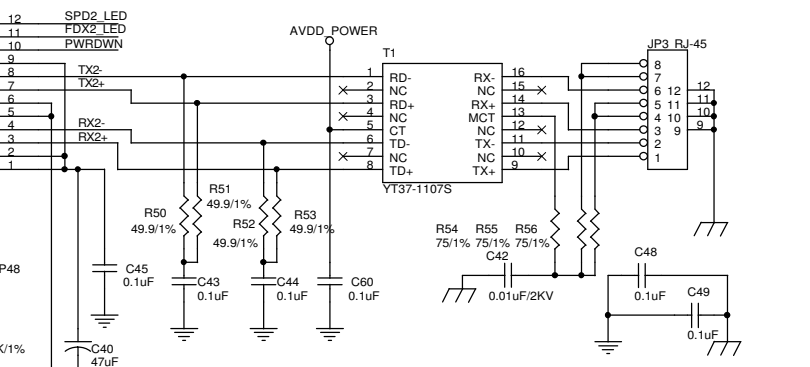 12 SPD2_LED
11 FDX2_LED
10 PWRDWN
9
8 TX2-
7 TX2+
6
5
4 RX2-
3 RX2+
2
1
AVDD_POWER
T1
1 RD- RX- 16
2 NC NC 15
3 RD+ RX+ 14
4 NC MCT 13
5 CT NC 12
6 TD- TX- 11
7 NC NC 10
8 TD+ TX+ 9
YT37-1107S
JP3 RJ-45
8
7
6 12 12
5 11 11
4 10 10
3 9 9
2
1
R50
49.9/1%
R51
49.9/1%
R52
49.9/1%
R53
49.9/1%
R54 R55 R56
75/1% 75/1% 75/1%
C42
0.01uF/2KV
C48
0.1uF
C49
0.1uF
P48
C45
0.1uF
C43
0.1uF
C44
0.1uF
C60
0.1uF
K/1%
C40
47uF